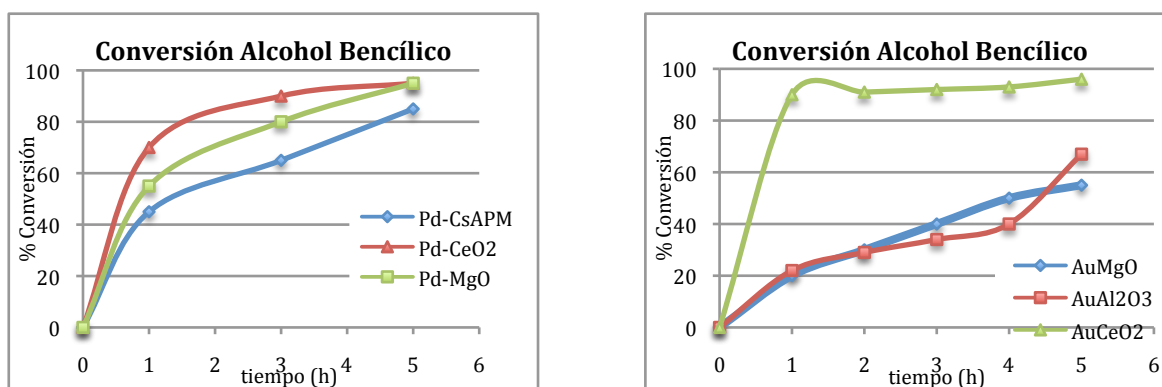 Conversión Alcohol Bencílico
100
80
60
40
20
0
% Conversión
0 1 2 3 4 5 6
tiempo (h)
Pd-CsAPM
Pd-CeO2
Pd-MgO
Conversión Alcohol Bencílico
100
80
60
40
20
0
% Conversión
0 1 2 3 4 5 6
tiempo (h)
AuMgO
AuAl2O3
AuCeO2